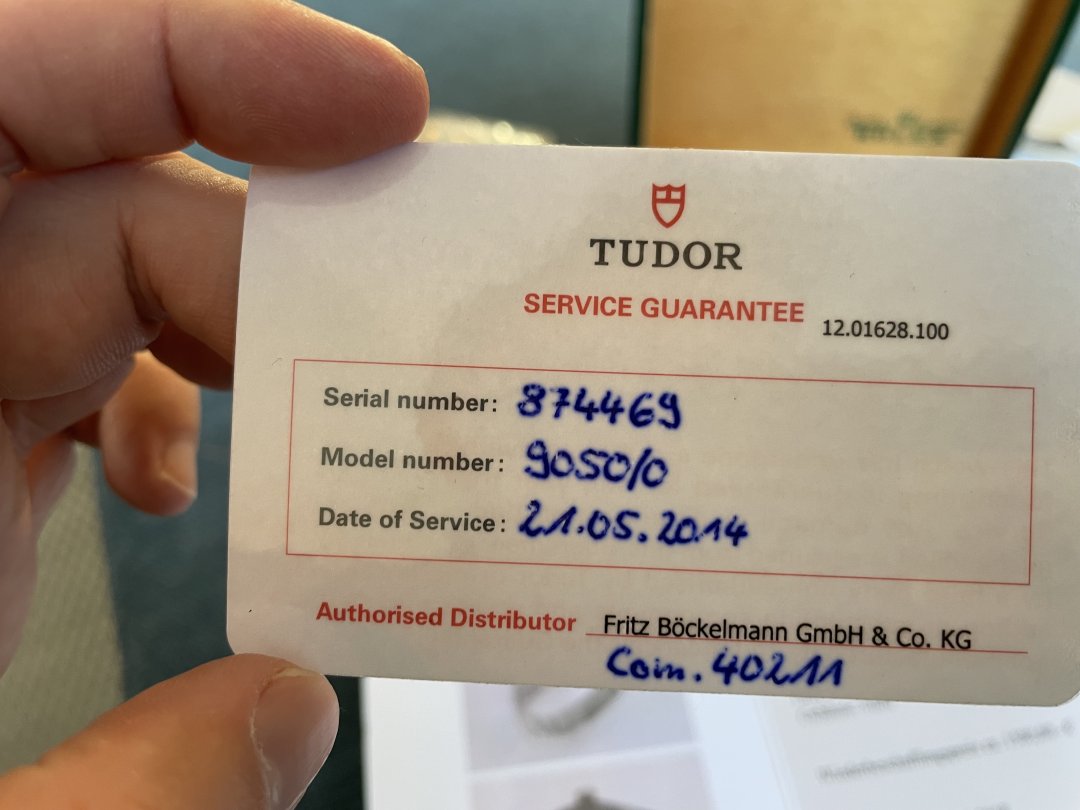 TUDOR
SERVICE GUARANTEE
12.01628.100
Serial number: 874469
Model number: 9050/0
Date of Service: 21.05.2014
Authorised Distributor Fritz Böckelmann GmbH & Co. KG
Com. 40211